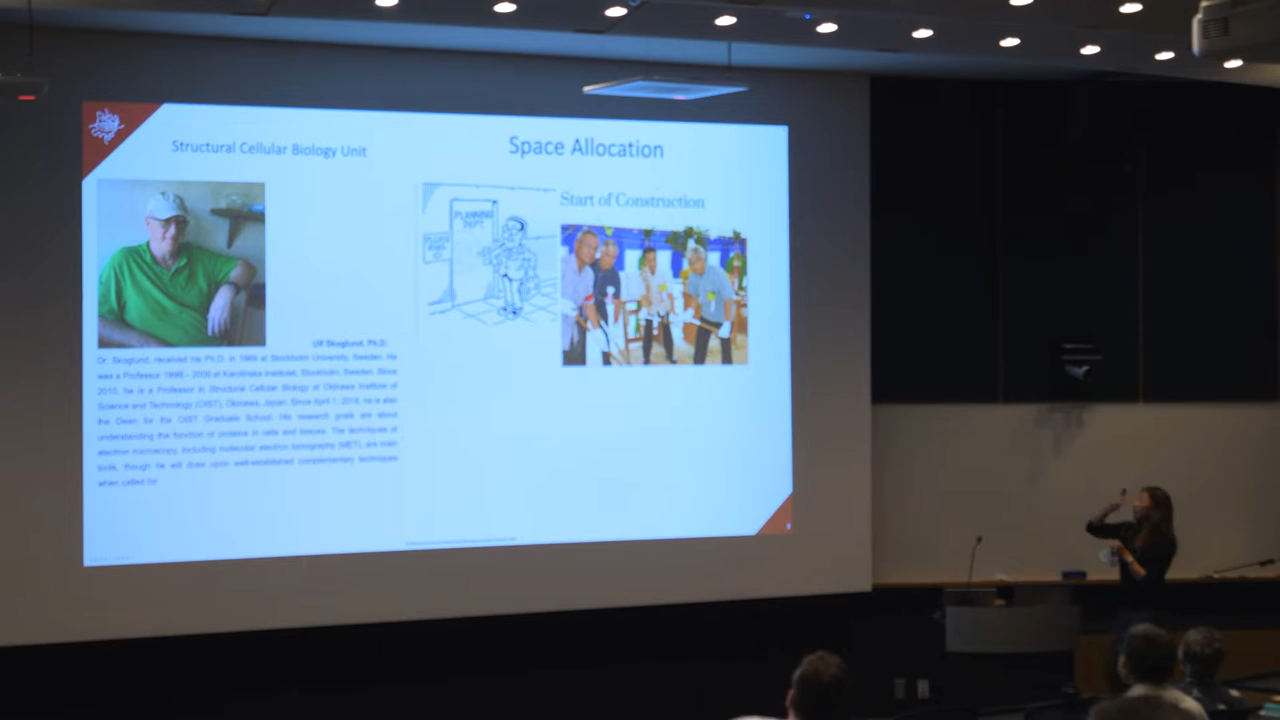 Structural Cellular Biology Unit
Space Allocation
Start of Construction
PLANNING
DEPT
Ulf Skoglund, Ph.D.
Dr. Skoglund, received his Ph.D. in 1989 at Stockholm University, Sweden. He
was a Professor 1996– 2009 at Karolinska Institutet, Stockholm, Sweden. Since
2010, he is a Professor in Structural Cellular Biology at Okinawa Institute of
Science and Technology (OIST), Okinawa, Japan. Since April 1, 2018, he is also
the Dean for the OIST Graduate School. His research goals are about
understanding the function of proteins in cells and tissues. The techniques of
electron microscopy, including molecular electron tomography (MET), are main
tools, though he will draw upon well-established complementary techniques
when called for.